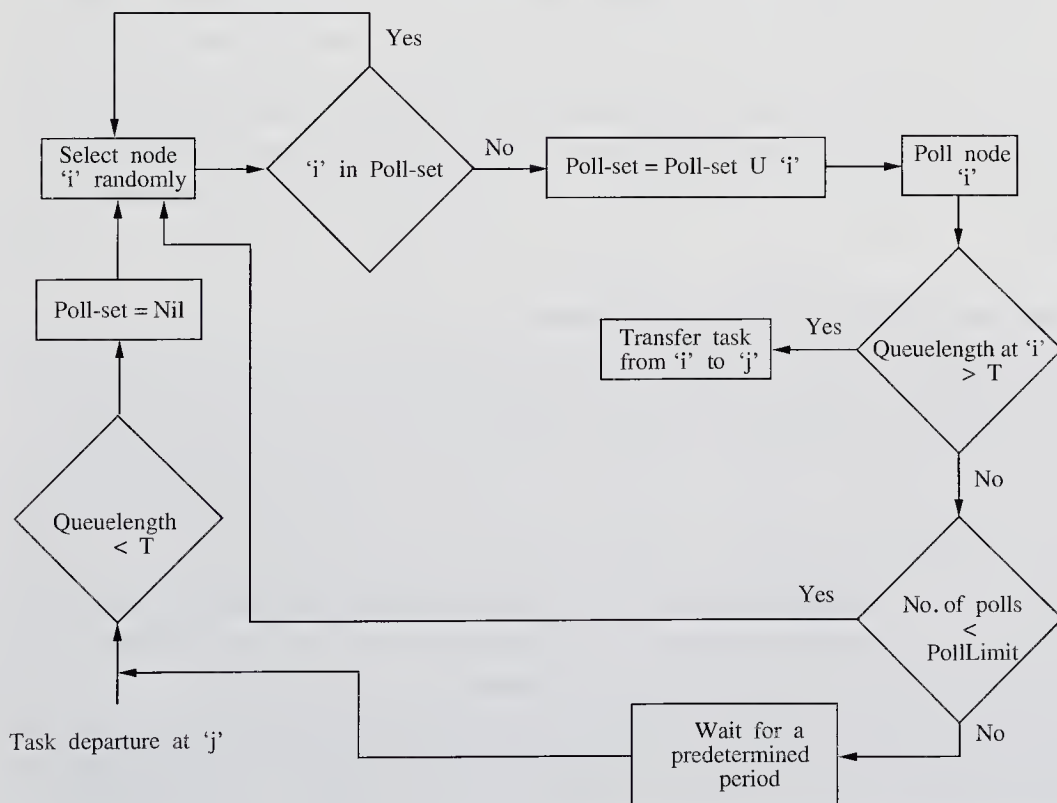 Yes
Select node
‘i’ randomly
‘i’ in Poll-set
No
Poll-set = Poll-set U ‘i’
Poll node
‘i’
Poll-set = Nil
Transfer task
from ‘i’ to ‘j’
Yes
Queuelength at ‘i’
> T
No
Queuelength
< T
Yes
No. of polls
<
PollLimit
No
Task departure at ‘j’
Wait for a
predetermined
period